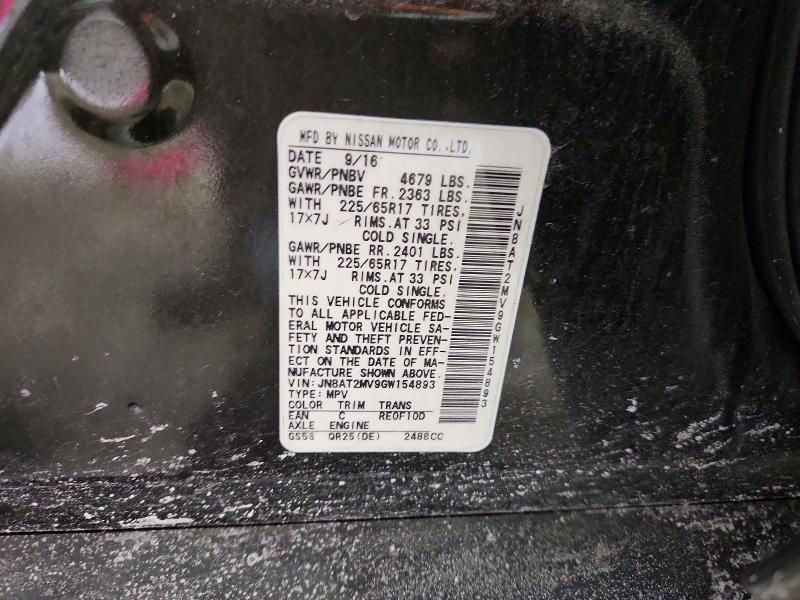 MFD BY NISSAN MOTOR CO.,LTD.
DATE 9/16
GVWR/PNBV 4679 LBS.
GAWR/PNBE FR. 2363 LBS.
WITH 225/65R17 TIRES,
17×7J RIMS.AT 33 PSI
COLD SINGLE.
GAWR/PNBE RR. 2401 LBS.
WITH 225/65R17 TIRES,
17×7J RIMS.AT 33 PSI
COLD SINGLE.
THIS VEHICLE CONFORMS
TO ALL APPLICABLE FED-
ERAL MOTOR VEHICLE SA-
FETY AND THEFT PREVEN-
TION STANDARDS IN EFF-
ECT ON THE DATE OF MA-
NUFACTURE SHOWN ABOVE.
VIN: JN8AT2MV9GW154893
TYPE: MPV
COLOR TRIM TRANS
EAN C RE0F10D
AXLE ENGINE
GS56 QR25(DE) 2488CC
JN8AT2MV9GW154893